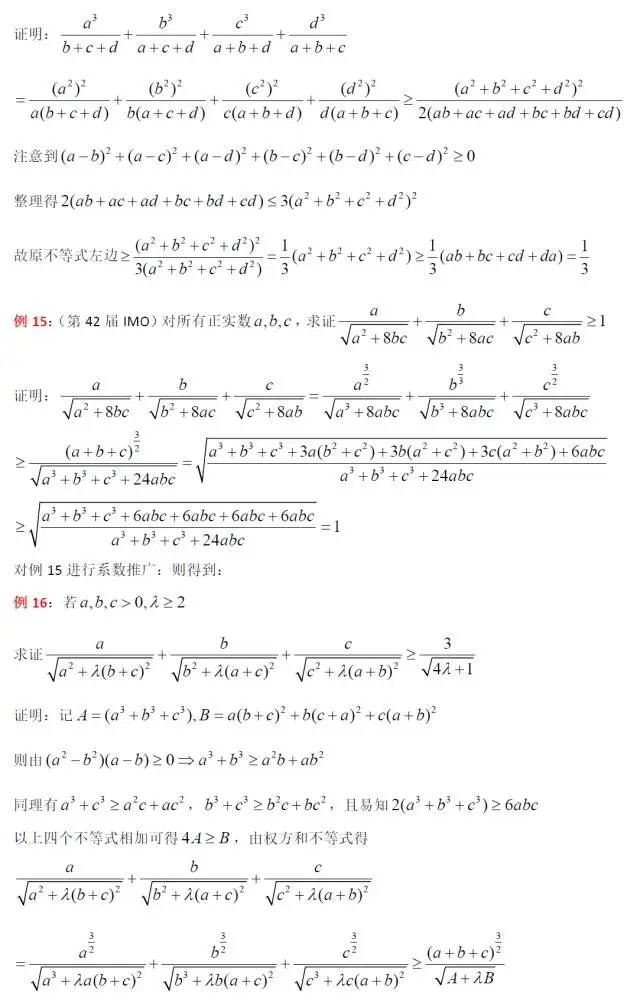 证明：$\frac{a^3}{b+c+d}+\frac{b^3}{a+c+d}+\frac{c^3}{a+b+d}+\frac{d^3}{a+b+c}$
$=\frac{(a^2)^2}{a(b+c+d)}+\frac{(b^2)^2}{b(a+c+d)}+\frac{(c^2)^2}{c(a+b+d)}+\frac{(d^2)^2}{d(a+b+c)}\geq\frac{(a^2+b^2+c^2+d^2)^2}{2(ab+ac+ad+bc+bd+cd)}$
注意到$(a-b)^2+(a-c)^2+(a-d)^2+(b-c)^2+(b-d)^2+(c-d)^2\geq 0$
整理得$2(ab+ac+ad+bc+bd+cd)\leq 3(a^2+b^2+c^2+d^2)^2$
故原不等式左边$\geq\frac{(a^2+b^2+c^2+d^2)^2}{3(a^2+b^2+c^2+d^2)}=\frac{1}{3}(a^2+b^2+c^2+d^2)\geq\frac{1}{3}(ab+bc+cd+da)=\frac{1}{3}$
例 15：（第 42 届 IMO）对所有正实数$a,b,c$，求证$\frac{a}{\sqrt{a^2+8bc}}+\frac{b}{\sqrt{b^2+8ac}}+\frac{c}{\sqrt{c^2+8ab}}\geq 1$
证明：$\frac{a}{\sqrt{a^2+8bc}}+\frac{b}{\sqrt{b^2+8ac}}+\frac{c}{\sqrt{c^2+8ab}}=\frac{a^{\frac{3}{2}}}{\sqrt{a^3+8abc}}+\frac{b^{\frac{3}{3}}}{\sqrt{b^3+8abc}}+\frac{c^{\frac{3}{2}}}{\sqrt{c^3+8abc}}$
$\geq\frac{(a+b+c)^{\frac{3}{2}}}{\sqrt{a^3+b^3+c^3+24abc}}=\sqrt{\frac{a^3+b^3+c^3+3a(b^2+c^2)+3b(a^2+c^2)+3c(a^2+b^2)+6abc}{a^3+b^3+c^3+24abc}}$
$\geq\sqrt{\frac{a^3+b^3+c^3+6abc+6abc+6abc+6abc}{a^3+b^3+c^3+24abc}}=1$
对例 15 进行系数推广：则得到：
例 16：若$a,b,c>0,\lambda\geq 2$
求证$\frac{a}{\sqrt{a^2+\lambda(b+c)^2}}+\frac{b}{\sqrt{b^2+\lambda(a+c)^2}}+\frac{c}{\sqrt{c^2+\lambda(a+b)^2}}\geq\frac{3}{\sqrt{4\lambda+1}}$
证明：记$A=(a^3+b^3+c^3),B=a(b+c)^2+b(c+a)^2+c(a+b)^2$
则由$(a^2-b^2)(a-b)\geq 0\Rightarrow a^3+b^3\geq a^2b+ab^2$
同理有$a^3+c^3\geq a^2c+ac^2$，$b^3+c^3\geq b^2c+bc^2$，且易知$2(a^3+b^3+c^3)\geq 6abc$
以上四个不等式相加可得$4A\geq B$，由权方和不等式得
$\frac{a}{\sqrt{a^2+\lambda(b+c)^2}}+\frac{b}{\sqrt{b^2+\lambda(a+c)^2}}+\frac{c}{\sqrt{c^2+\lambda(a+b)^2}}$
$=\frac{a^{\frac{3}{2}}}{\sqrt{a^3+\lambda a(b+c)^2}}+\frac{b^{\frac{3}{2}}}{\sqrt{b^3+\lambda b(a+c)^2}}+\frac{c^{\frac{3}{2}}}{\sqrt{c^3+\lambda c(a+b)^2}}\geq\frac{(a+b+c)^{\frac{3}{2}}}{\sqrt{A+\lambda B}}$